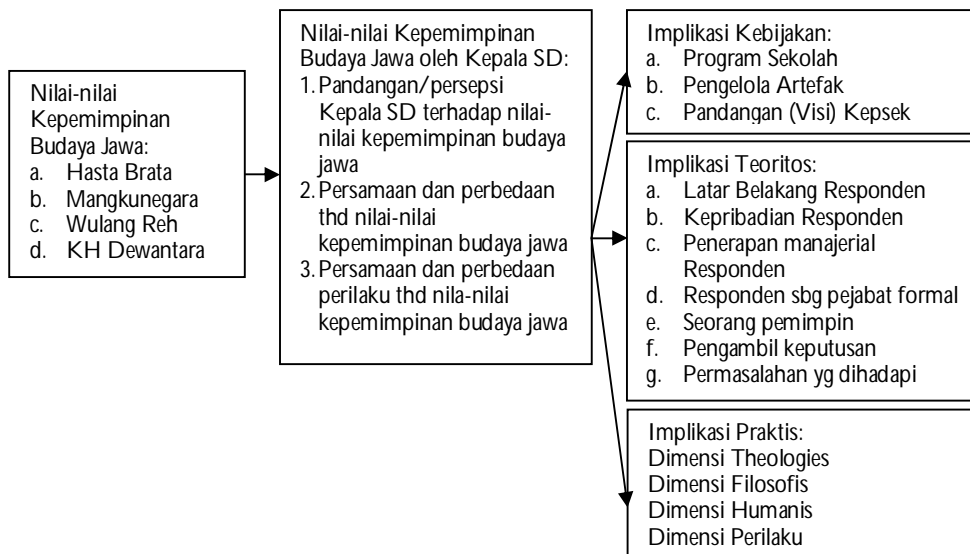 Nilai-nilai
Kepemimpinan
Budaya Jawa:
a. Hasta Brata
b. Mangkunegara
c. Wulang Reh
d. KH Dewantara
Nilai-nilai Kepemimpinan
Budaya Jawa oleh Kepala SD:
1. Pandangan/persepsi
Kepala SD terhadap nilai-
nilai kepemimpinan budaya
jawa
2. Persamaan dan perbedaan
thd nilai-nilai
kepemimpinan budaya jawa
3. Persamaan dan perbedaan
perilaku thd nila-nilai
kepemimpinan budaya jawa
Implikasi Kebijakan:
a. Program Sekolah
b. Pengelola Artefak
c. Pandangan (Visi) Kepsek
Implikasi Teoritos:
a. Latar Belakang Responden
b. Kepribadian Responden
c. Penerapan manajerial
Responden
d. Responden sbg pejabat formal
e. Seorang pemimpin
f. Pengambil keputusan
g. Permasalahan yg dihadapi
Implikasi Praktis:
Dimensi Theologies
Dimensi Filosofis
Dimensi Humanis
Dimensi Perilaku